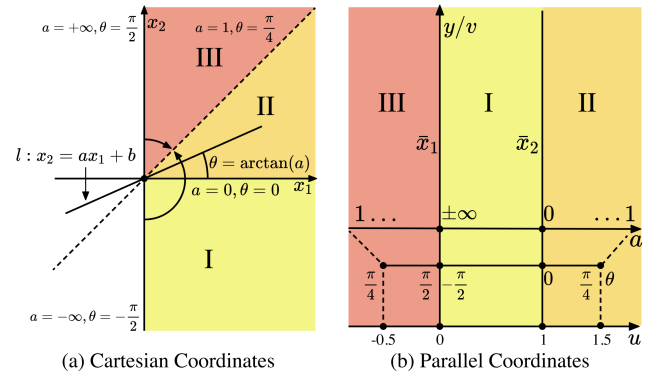 a = +∞, θ = π/2
x₂
a = 1, θ = π/4
III
II
l : x₂ = ax₁ + b
θ = arctan(a)
a = 0, θ = 0
x₁
I
a = −∞, θ = −π/2
(a) Cartesian Coordinates
y/v
III
I
II
x̄₁
x̄₂
1 ...
±∞
0
... 1
a
π/4
π/2
−π/2
0
π/4
θ
-0.5
0
1
1.5
u
(b) Parallel Coordinates